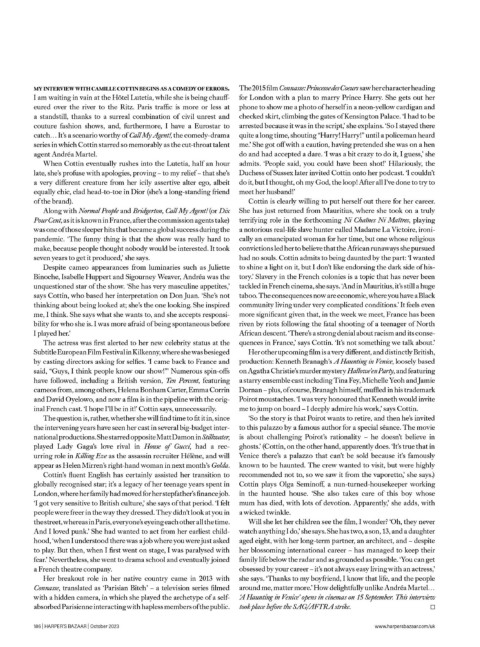 MY INTERVIEW WITH CAMILLE COTTIN BEGINS AS A COMEDY OF ERRORS.
I am waiting in vain at the Hôtel Lutetia, while she is being chauff-
eured over the river to the Ritz. Paris traffic is more or less at
a standstill, thanks to a surreal combination of civil unrest and
couture fashion shows, and, furthermore, I have a Eurostar to
catch… It's a scenario worthy of Call My Agent!, the comedy-drama
series in which Cottin starred so memorably as the cut-throat talent
agent Andréa Martel.
When Cottin eventually rushes into the Lutetia, half an hour
late, she's profuse with apologies, proving – to my relief – that she's
a very different creature from her icily assertive alter ego, albeit
equally chic, clad head-to-toe in Dior (she's a long-standing friend
of the brand).
Along with Normal People and Bridgerton, Call My Agent! (or Dix
Pour Cent, as it is known in France, after the commission agents take)
was one of those sleeper hits that became a global success during the
pandemic. 'The funny thing is that the show was really hard to
make, because people thought nobody would be interested. It took
seven years to get it produced,' she says.
Despite cameo appearances from luminaries such as Juliette
Binoche, Isabelle Huppert and Sigourney Weaver, Andréa was the
unquestioned star of the show. 'She has very masculine appetites,'
says Cottin, who based her interpretation on Don Juan. 'She's not
thinking about being looked at; she's the one looking. She inspired
me, I think. She says what she wants to, and she accepts responsi-
bility for who she is. I was more afraid of being spontaneous before
I played her.'
The actress was first alerted to her new celebrity status at the
Subtitle European Film Festival in Kilkenny, where she was besieged
by casting directors asking for selfies. 'I came back to France and
said, "Guys, I think people know our show!"' Numerous spin-offs
have followed, including a British version, Ten Percent, featuring
cameos from, among others, Helena Bonham Carter, Emma Corrin
and David Oyelowo, and now a film is in the pipeline with the orig-
inal French cast. 'I hope I'll be in it!' Cottin says, unnecessarily.
The question is, rather, whether she will find time to fit it in, since
the intervening years have seen her cast in several big-budget inter-
national productions. She starred opposite Matt Damon in Stillwater,
played Lady Gaga's love rival in House of Gucci, had a rec-
urring role in Killing Eve as the assassin recruiter Hélène, and will
appear as Helen Mirren's right-hand woman in next month's Golda.
Cottin's fluent English has certainly assisted her transition to
globally recognised star; it's a legacy of her teenage years spent in
London, where her family had moved for her stepfather's finance job.
'I got very sensitive to British culture,' she says of that period. 'I felt
people were freer in the way they dressed. They didn't look at you in
the street, whereas in Paris, everyone's eyeing each other all the time.
And I loved punk.' She had wanted to act from her earliest child-
hood, 'when I understood there was a job where you were just asked
to play. But then, when I first went on stage, I was paralysed with
fear.' Nevertheless, she went to drama school and eventually joined
a French theatre company.
Her breakout role in her native country came in 2013 with
Connasse, translated as 'Parisian Bitch' – a television series filmed
with a hidden camera, in which she played the archetype of a self-
absorbed Parisienne interacting with hapless members of the public.
The 2015 film Connasse: Princesse des Coeurs saw her character heading
for London with a plan to marry Prince Harry. She gets out her
phone to show me a photo of herself in a neon-yellow cardigan and
checked skirt, climbing the gates of Kensington Palace. 'I had to be
arrested because it was in the script,' she explains. 'So I stayed there
quite a long time, shouting "Harry! Harry!" until a policeman heard
me.' She got off with a caution, having pretended she was on a hen
do and had accepted a dare. 'I was a bit crazy to do it, I guess,' she
admits. 'People said, you could have been shot!' Hilariously, the
Duchess of Sussex later invited Cottin onto her podcast. 'I couldn't
do it, but I thought, oh my God, the loop! After all I've done to try to
meet her husband!'
Cottin is clearly willing to put herself out there for her career.
She has just returned from Mauritius, where she took on a truly
terrifying role in the forthcoming Ni Chaînes Ni Maîtres, playing
a notorious real-life slave hunter called Madame La Victoire, ironi-
cally an emancipated woman for her time, but one whose religious
convictions led her to believe that the African runaways she pursued
had no souls. Cottin admits to being daunted by the part: 'I wanted
to shine a light on it, but I don't like endorsing the dark side of his-
tory.' Slavery in the French colonies is a topic that has never been
tackled in French cinema, she says. 'And in Mauritius, it's still a huge
taboo. The consequences now are economic, where you have a Black
community living under very complicated conditions.' It feels even
more significant given that, in the week we meet, France has been
riven by riots following the fatal shooting of a teenager of North
African descent. 'There's a strong denial about racism and its conse-
quences in France,' says Cottin. 'It's not something we talk about.'
Her other upcoming film is a very different, and distinctly British,
production: Kenneth Branagh's A Haunting in Venice, loosely based
on Agatha Christie's murder mystery Hallowe'en Party, and featuring
a starry ensemble cast including Tina Fey, Michelle Yeoh and Jamie
Dornan – plus, of course, Branagh himself, muffled in his trademark
Poirot moustaches. 'I was very honoured that Kenneth would invite
me to jump on board – I deeply admire his work,' says Cottin.
'So the story is that Poirot wants to retire, and then he's invited
to this palazzo by a famous author for a special séance. The movie
is about challenging Poirot's rationality – he doesn't believe in
ghosts.' (Cottin, on the other hand, apparently does. 'It's true that in
Venice there's a palazzo that can't be sold because it's famously
known to be haunted. The crew wanted to visit, but were highly
recommended not to, so we saw it from the vaporetto,' she says.)
Cottin plays Olga Seminoff, a nun-turned-housekeeper working
in the haunted house. 'She also takes care of this boy whose
mum has died, with lots of devotion. Apparently,' she adds, with
a wicked twinkle.
Will she let her children see the film, I wonder? 'Oh, they never
watch anything I do,' she says. She has two, a son, 13, and a daughter
aged eight, with her long-term partner, an architect, and – despite
her blossoming international career – has managed to keep their
family life below the radar and as grounded as possible. 'You can get
obsessed by your career – it's not always easy living with an actress,'
she says. 'Thanks to my boyfriend, I know that life, and the people
around me, matter more.' How delightfully unlike Andréa Martel…
'A Haunting in Venice' opens in cinemas on 15 September. This interview
took place before the SAG/AFTRA strike. □
186 | HARPER'S BAZAAR | October 2023
www.harpersbazaar.com/uk